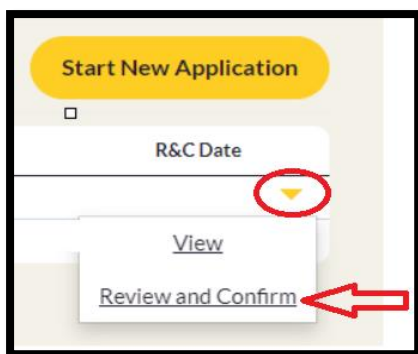 Start New Application
R&C Date
View
Review and Confirm